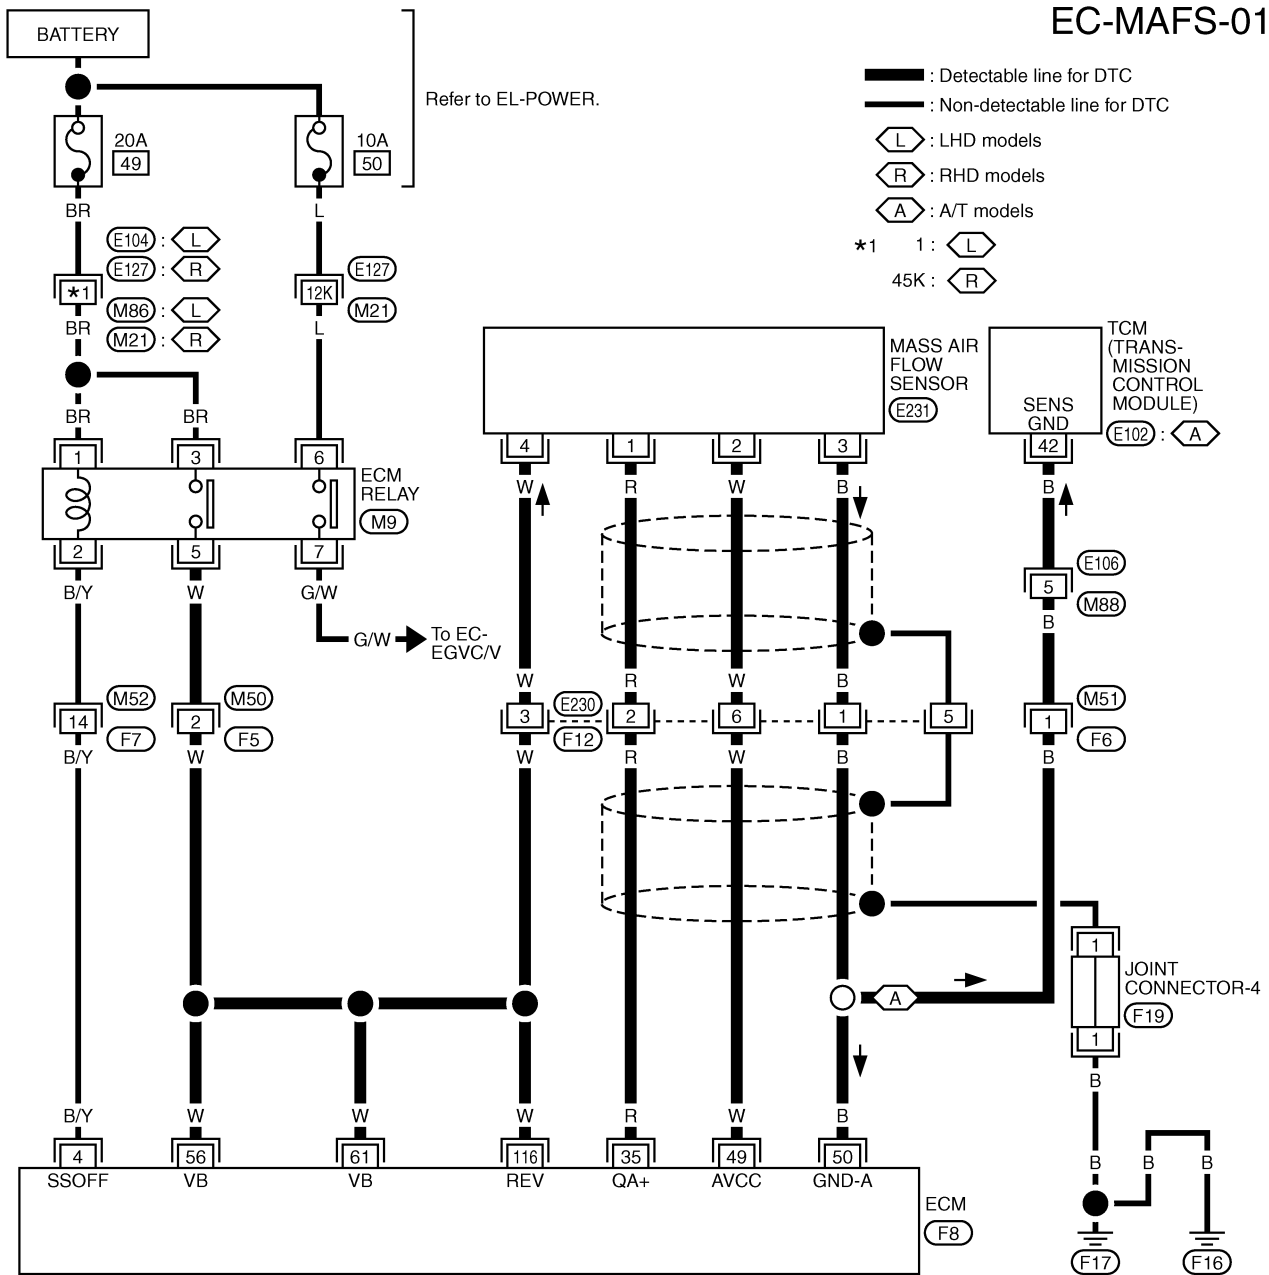 EC-MAFS-01
BATTERY
Refer to EL-POWER.
: Detectable line for DTC
: Non-detectable line for DTC
L : LHD models
R : RHD models
A : A/T models
*1 1 : L
45K : R
20A
49
10A
50
BR
L
E104 : L
E127 : R
*1
M86 : L
M21 : R
BR
E127
12K
M21
L
BR
BR
1
3
6
ECM
RELAY
M9
2
5
7
B/Y
W
G/W
G/W
To EC-
EGVC/V
MASS AIR
FLOW
SENSOR
E231
4
1
2
3
TCM
(TRANS-
MISSION
CONTROL
MODULE)
SENS
GND
E102 : A
42
W
R
W
B
B
E106
5
M88
B
W
R
W
B
M52
14
F7
M50
2
F5
E230
3
F12
2
6
1
5
M51
1
F6
B/Y
W
W
R
W
B
B
A
1
JOINT
CONNECTOR-4
F19
1
B
B/Y
W
W
W
R
W
B
4
56
61
116
35
49
50
SSOFF
VB
VB
REV
QA+
AVCC
GND-A
ECM
F8
B
B
B
F17
F16